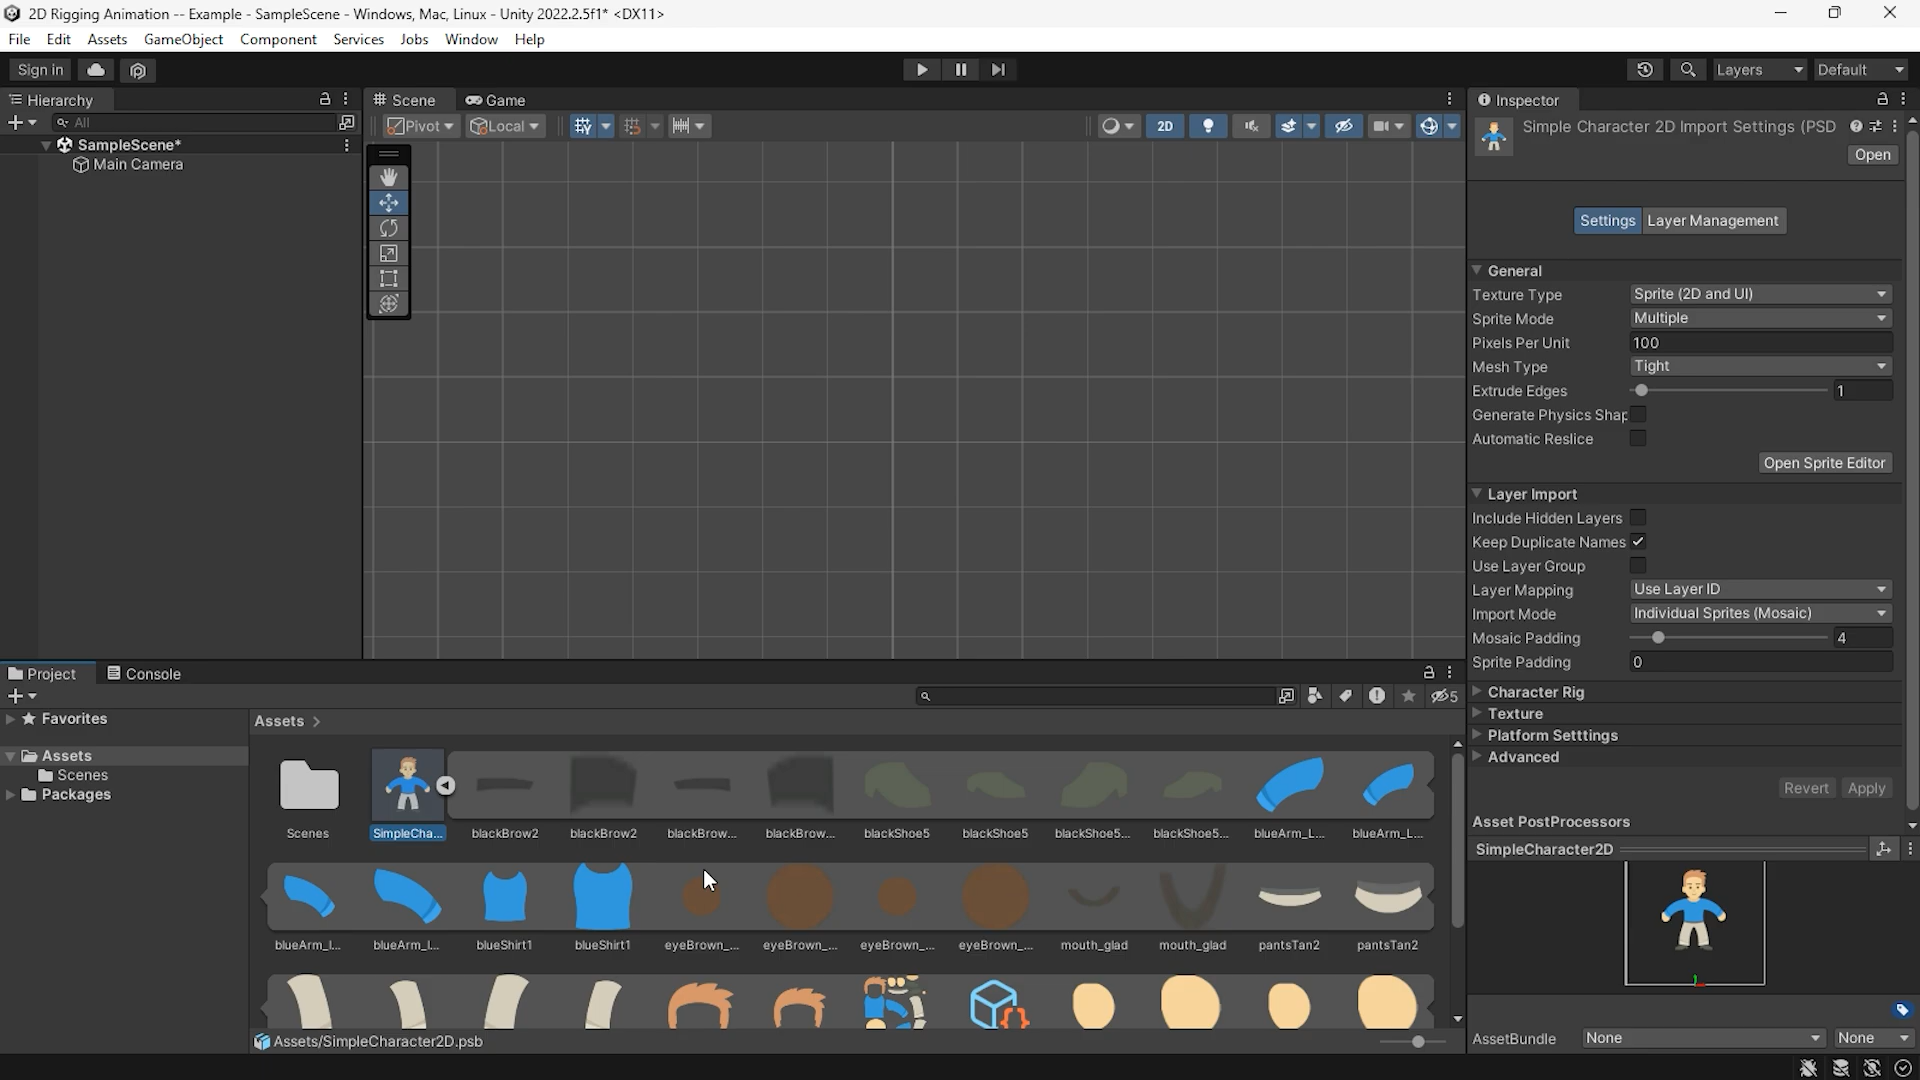 2D Rigging Animation -- Example - SampleScene - Windows, Mac, Linux - Unity 2022.2.5f1* <DX11>
File Edit Assets GameObject Component Services Jobs Window Help
Sign in
Layers
Default
Hierarchy
All
SampleScene*
Main Camera
Scene
Game
Pivot
Local
2D
Inspector
Simple Character 2D Import Settings (PSD
Open
Settings
Layer Management
General
Texture Type Sprite (2D and UI)
Sprite Mode Multiple
Pixels Per Unit 100
Mesh Type Tight
Extrude Edges 1
Generate Physics Shap
Automatic Reslice
Open Sprite Editor
Layer Import
Include Hidden Layers
Keep Duplicate Names
Use Layer Group
Layer Mapping Use Layer ID
Import Mode Individual Sprites (Mosaic)
Mosaic Padding 4
Sprite Padding 0
Character Rig
Texture
Platform Setttings
Advanced
Revert Apply
Asset PostProcessors
SimpleCharacter2D
AssetBundle None None
Project
Console
5
Favorites
Assets
Scenes
Packages
Assets >
Scenes SimpleCha... blackBrow2 blackBrow2 blackBrow... blackBrow... blackShoe5 blackShoe5 blackShoe5... blackShoe5... blueArm_L... blueArm_L...
blueArm_l... blueArm_l... blueShirt1 blueShirt1 eyeBrown_... eyeBrown_... eyeBrown_... eyeBrown_... mouth_glad mouth_glad pantsTan2 pantsTan2
Assets/SimpleCharacter2D.psb